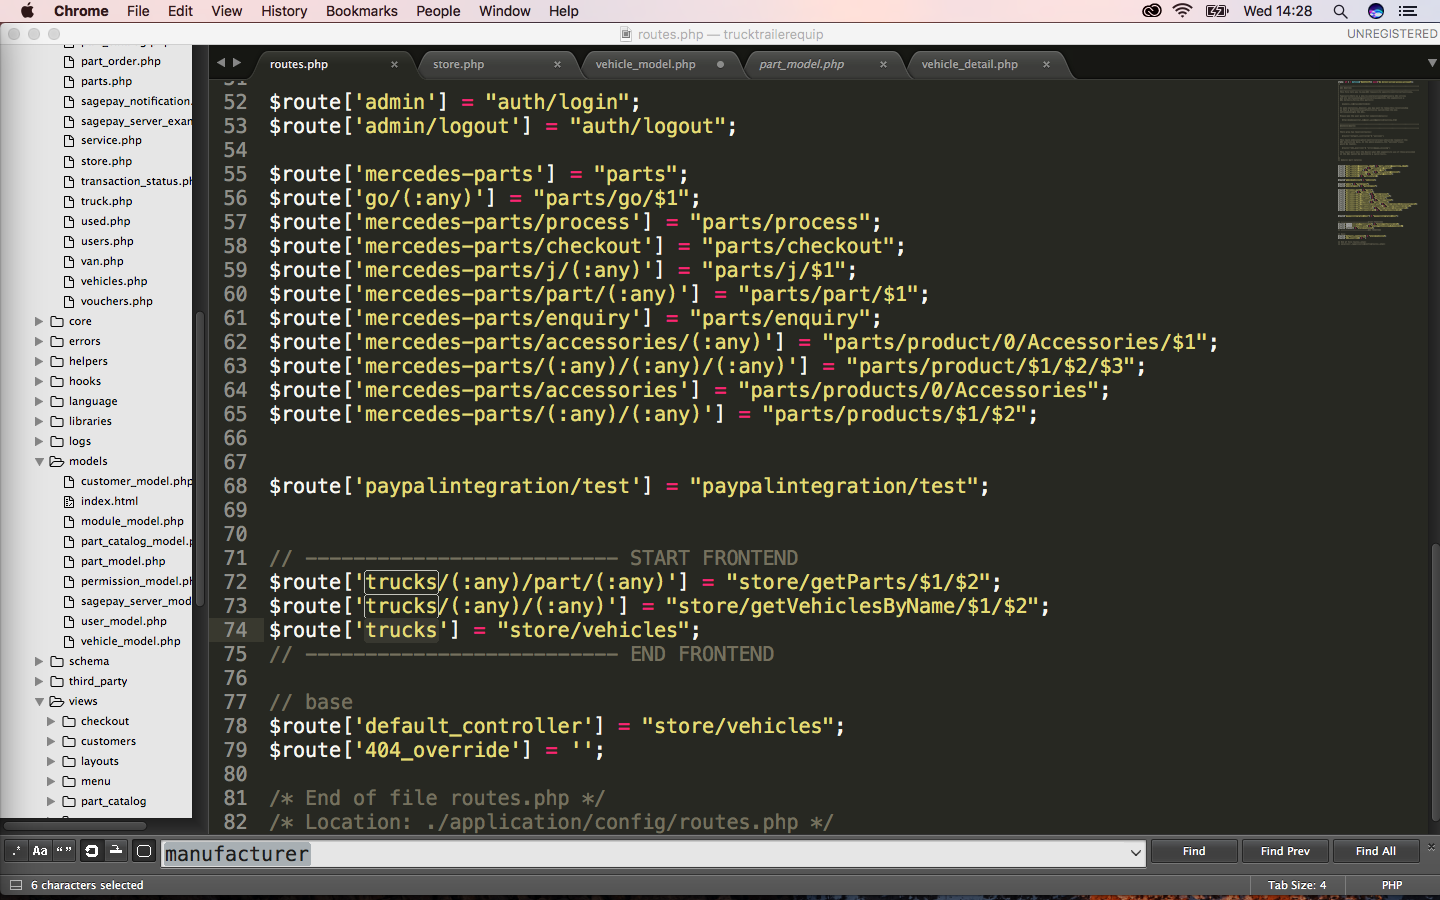 Chrome File Edit View History Bookmarks People Window Help Wed 14:28
routes.php — trucktrailerequip UNREGISTERED
routes.php × store.php × vehicle_model.php part_model.php × vehicle_detail.php ×
part_order.php
parts.php
sagepay_notification.
sagepay_server_exan
service.php
store.php
transaction_status.ph
truck.php
used.php
users.php
van.php
vehicles.php
vouchers.php
core
errors
helpers
hooks
language
libraries
logs
models
customer_model.php
index.html
module_model.php
part_catalog_model.p
part_model.php
permission_model.ph
sagepay_server_mod
user_model.php
vehicle_model.php
schema
third_party
views
checkout
customers
layouts
menu
part_catalog
51
52 $route['admin'] = "auth/login";
53 $route['admin/logout'] = "auth/logout";
54
55 $route['mercedes-parts'] = "parts";
56 $route['go/(:any)'] = "parts/go/$1";
57 $route['mercedes-parts/process'] = "parts/process";
58 $route['mercedes-parts/checkout'] = "parts/checkout";
59 $route['mercedes-parts/j/(:any)'] = "parts/j/$1";
60 $route['mercedes-parts/part/(:any)'] = "parts/part/$1";
61 $route['mercedes-parts/enquiry'] = "parts/enquiry";
62 $route['mercedes-parts/accessories/(:any)'] = "parts/product/0/Accessories/$1";
63 $route['mercedes-parts/(:any)/(:any)/(:any)'] = "parts/product/$1/$2/$3";
64 $route['mercedes-parts/accessories'] = "parts/products/0/Accessories";
65 $route['mercedes-parts/(:any)/(:any)'] = "parts/products/$1/$2";
66
67
68 $route['paypalintegration/test'] = "paypalintegration/test";
69
70
71 // -------------------------- START FRONTEND
72 $route['trucks/(:any)/part/(:any)'] = "store/getParts/$1/$2";
73 $route['trucks/(:any)/(:any)'] = "store/getVehiclesByName/$1/$2";
74 $route['trucks'] = "store/vehicles";
75 // -------------------------- END FRONTEND
76
77 // base
78 $route['default_controller'] = "store/vehicles";
79 $route['404_override'] = '';
80
81 /* End of file routes.php */
82 /* Location: ./application/config/routes.php */
.* Aa “ ” manufacturer Find Find Prev Find All ×
6 characters selected Tab Size: 4 PHP